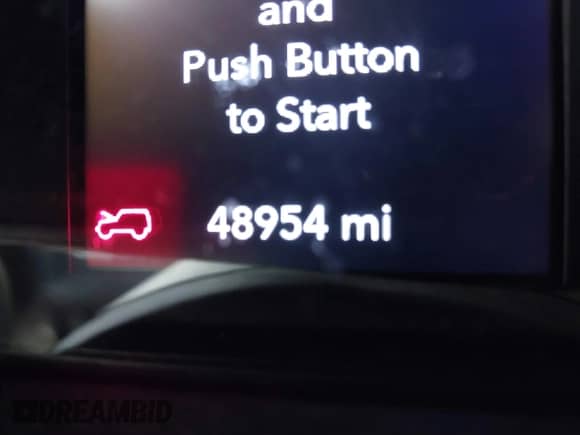 and
Push Button
to Start
48954 mi
DREAMBID